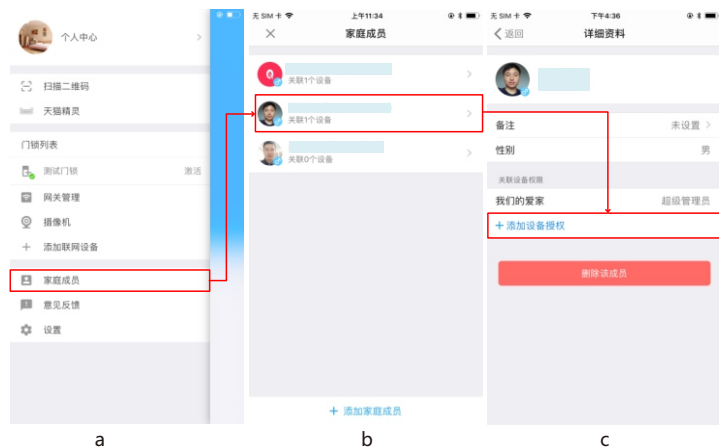 个人中心
扫描二维码
天猫精灵
门锁列表
测试门锁 激活
网关管理
摄像机
添加联网设备
家庭成员
意见反馈
设置
a
无 SIM 卡 上午11:34
家庭成员
关联1个设备
关联1个设备
关联0个设备
添加家庭成员
b
无 SIM 卡 下午4:36
返回 详细资料
备注 未设置
性别 男
关联设备权限
我们的爱家 超级管理员
+ 添加设备授权
删除该成员
c